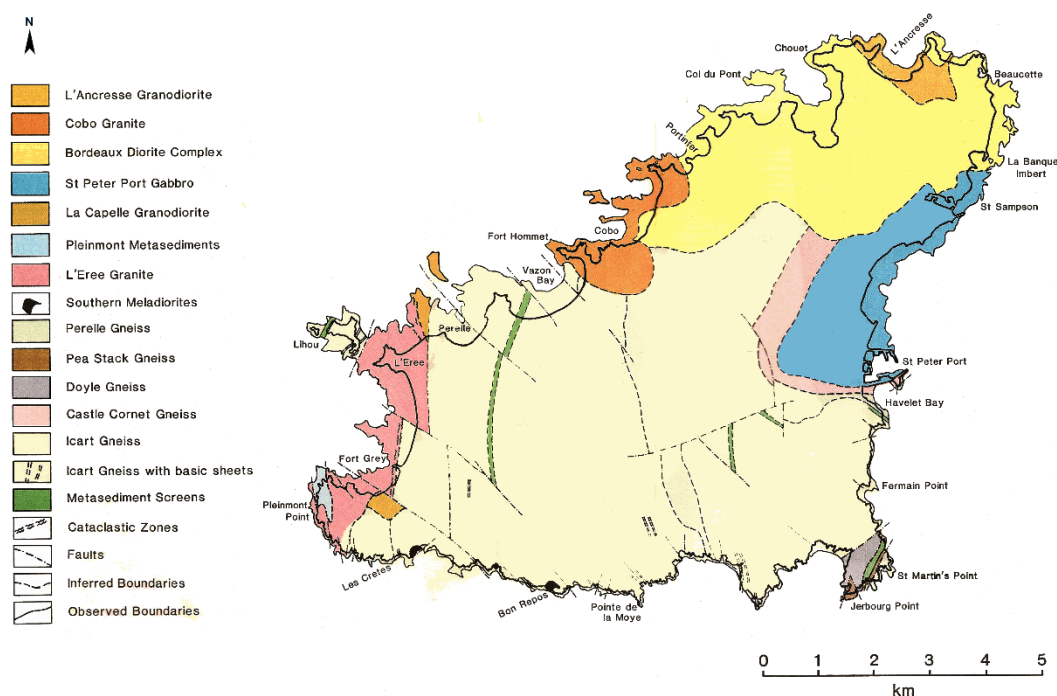 N
L'Ancresse Granodiorite
Cobo Granite
Bordeaux Diorite Complex
St Peter Port Gabbro
La Capelle Granodiorite
Pleinmont Metasediments
L'Eree Granite
Southern Meladiorites
Perelle Gneiss
Pea Stack Gneiss
Doyle Gneiss
Castle Cornet Gneiss
Icart Gneiss
Icart Gneiss with basic sheets
Metasediment Screens
Cataclastic Zones
Faults
Inferred Boundaries
Observed Boundaries
L'Ancresse
Chouet
Col du Pont
Beaucette
Portinfer
La Banque
Imbert
St Sampson
Cobo
Fort Hommet
Vazon
Bay
Perelle
Lihou
L'Eree
St Peter Port
Havelet Bay
Fort Grey
Fermain Point
Pleinmont
Point
Les Cretes
Bon Repos
Pointe de
la Moye
St Martin's Point
Jerbourg Point
0 1 2 3 4 5
km